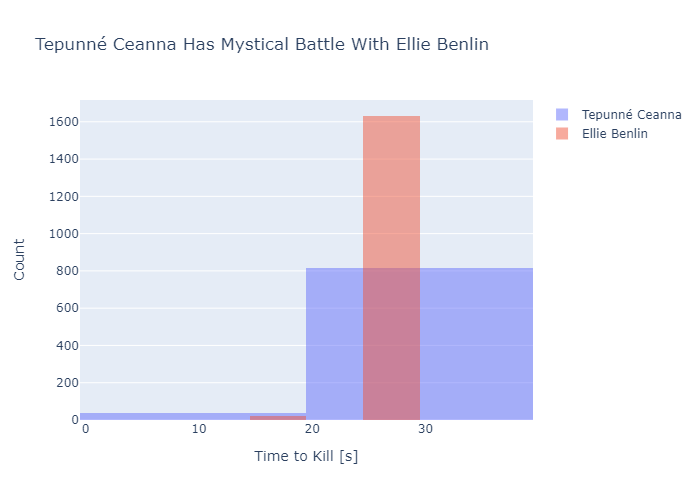 Tepunné Ceanna Has Mystical Battle With Ellie Benlin
Tepunné Ceanna
Ellie Benlin
Count
1600
1400
1200
1000
800
600
400
200
0
0 10 20 30
Time to Kill [s]